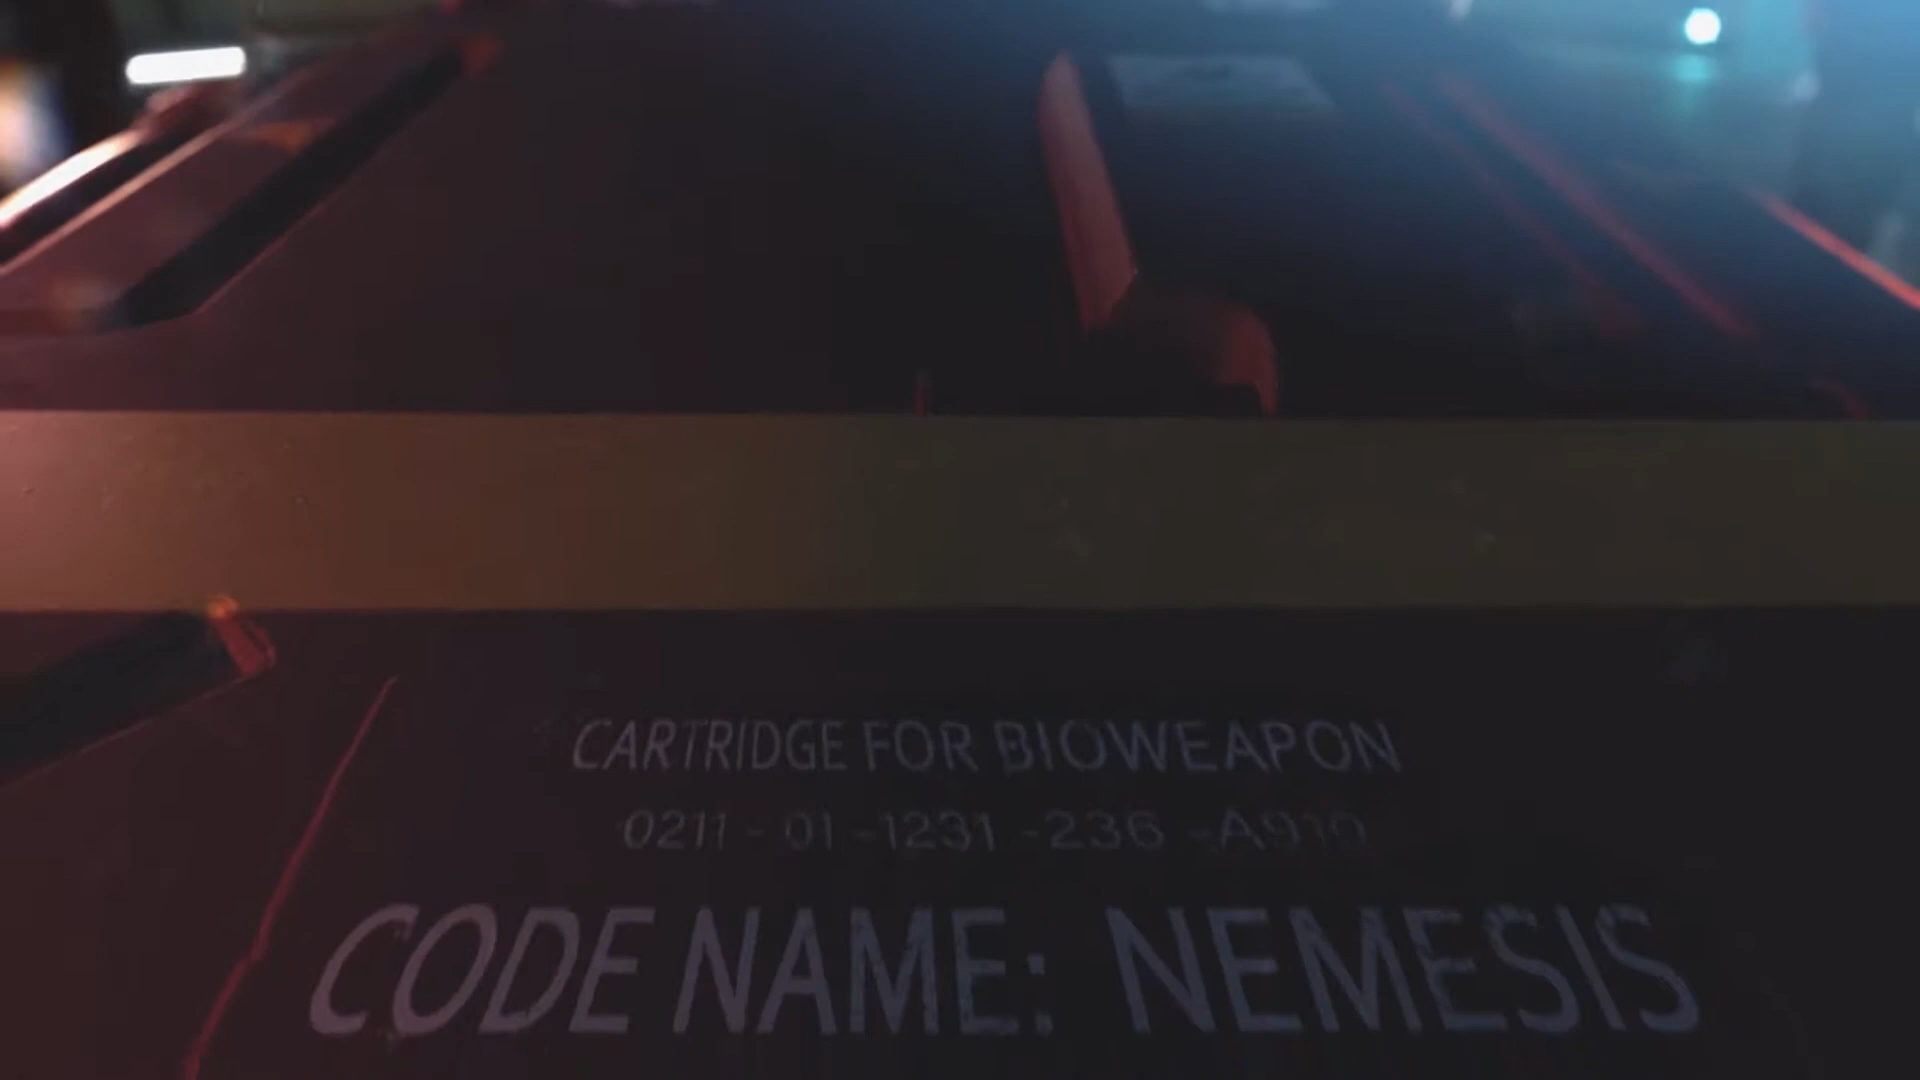 CARTRIDGE FOR BIOWEAPON
0211 - 01 -1231 -236 -A910
CODE NAME: NEMESIS